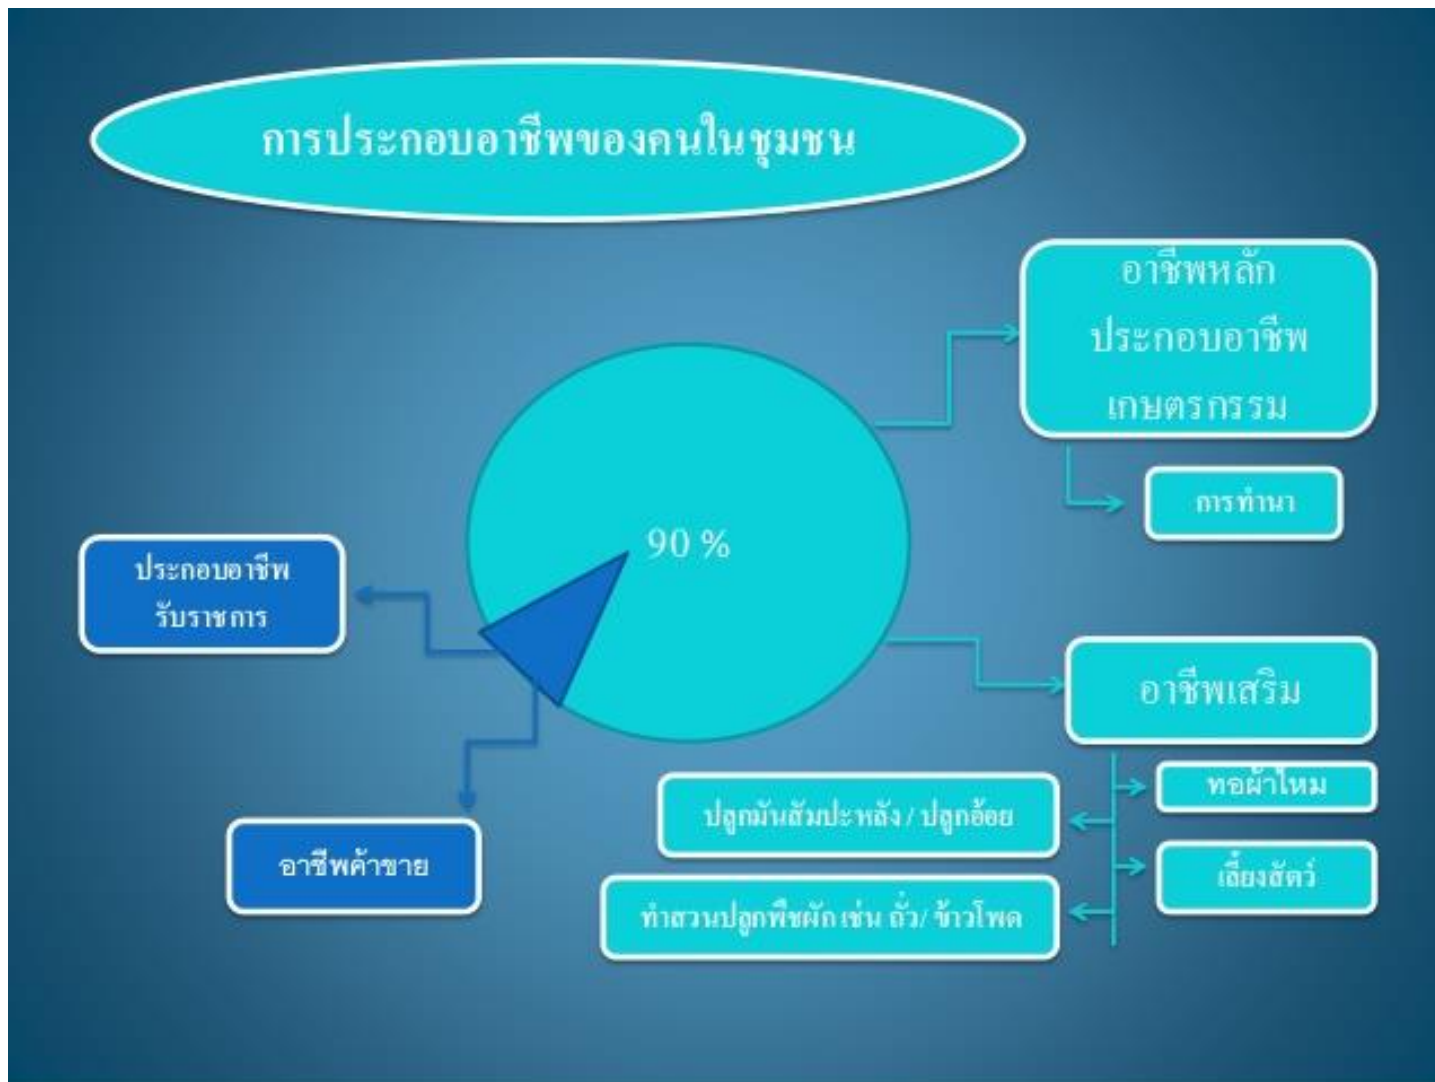 การประกอบอาชีพของคนในชุมชน
อาชีพหลัก
ประกอบอาชีพ
เกษตรกรรม
การทำนา
90 %
ประกอบอาชีพ
รับราชการ
อาชีพเสริม
ทอผ้าไหม
ปลูกมันสัมปะหลัง / ปลูกอ้อย
อาชีพค้าขาย
เลี้ยงสัตว์
ทำสวนปลูกพืชผัก เช่น ถั่ว/ ข้าวโพด